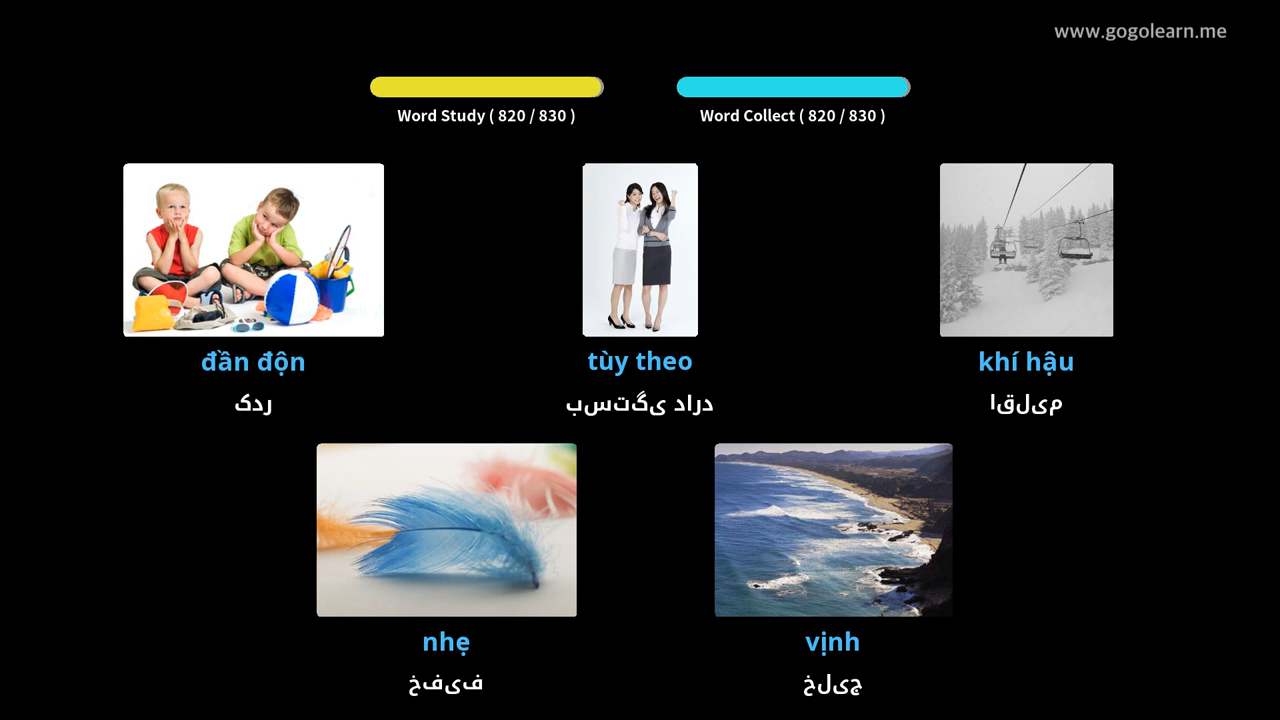 www.gogolearn.me
Word Study ( 820 / 830 )
Word Collect ( 820 / 830 )
đần độn
کدر
tùy theo
بستگی دارد
khí hậu
اقلیم
nhẹ
خفیف
vịnh
خلیج